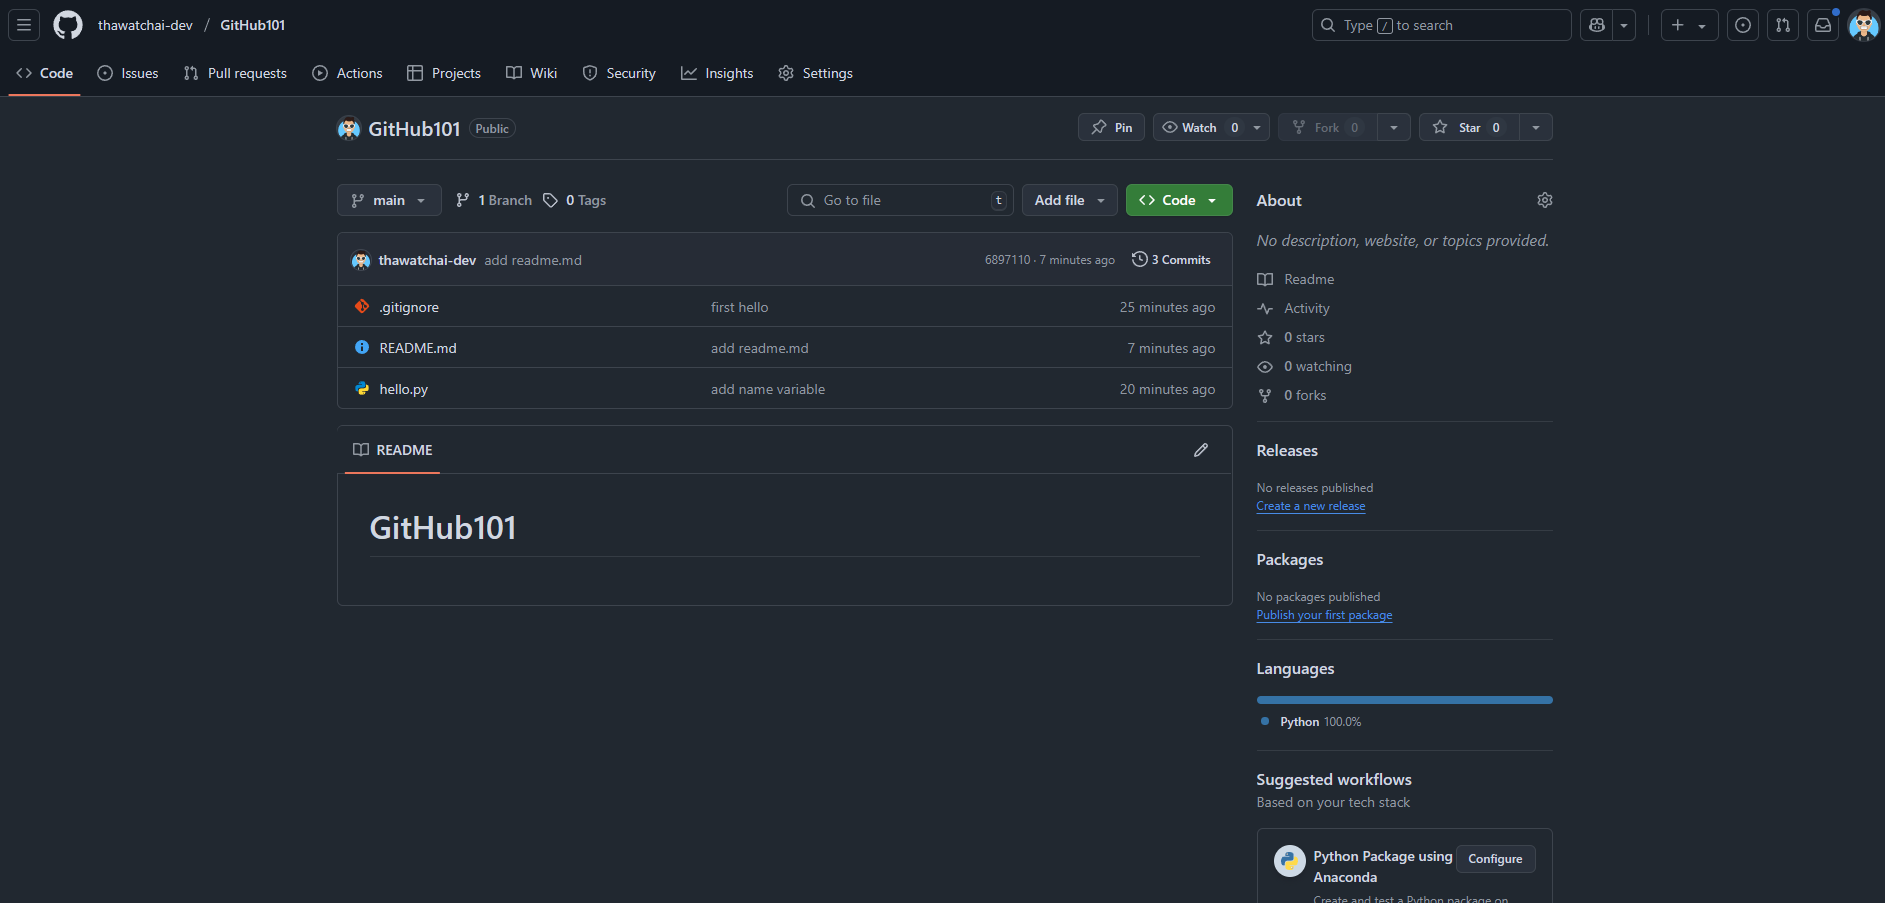 thawatchai-dev / GitHub101
Type / to search
Code Issues Pull requests Actions Projects Wiki Security Insights Settings
GitHub101 Public
Pin Watch 0 Fork 0 Star 0
main 1 Branch 0 Tags Go to file t Add file Code
thawatchai-dev add readme.md 6897110 · 7 minutes ago 3 Commits
.gitignore first hello 25 minutes ago
README.md add readme.md 7 minutes ago
hello.py add name variable 20 minutes ago
README
GitHub101
About
No description, website, or topics provided.
Readme
Activity
0 stars
0 watching
0 forks
Releases
No releases published
Create a new release
Packages
No packages published
Publish your first package
Languages
Python 100.0%
Suggested workflows
Based on your tech stack
Python Package using Configure
Anaconda
Create and test a Python package on